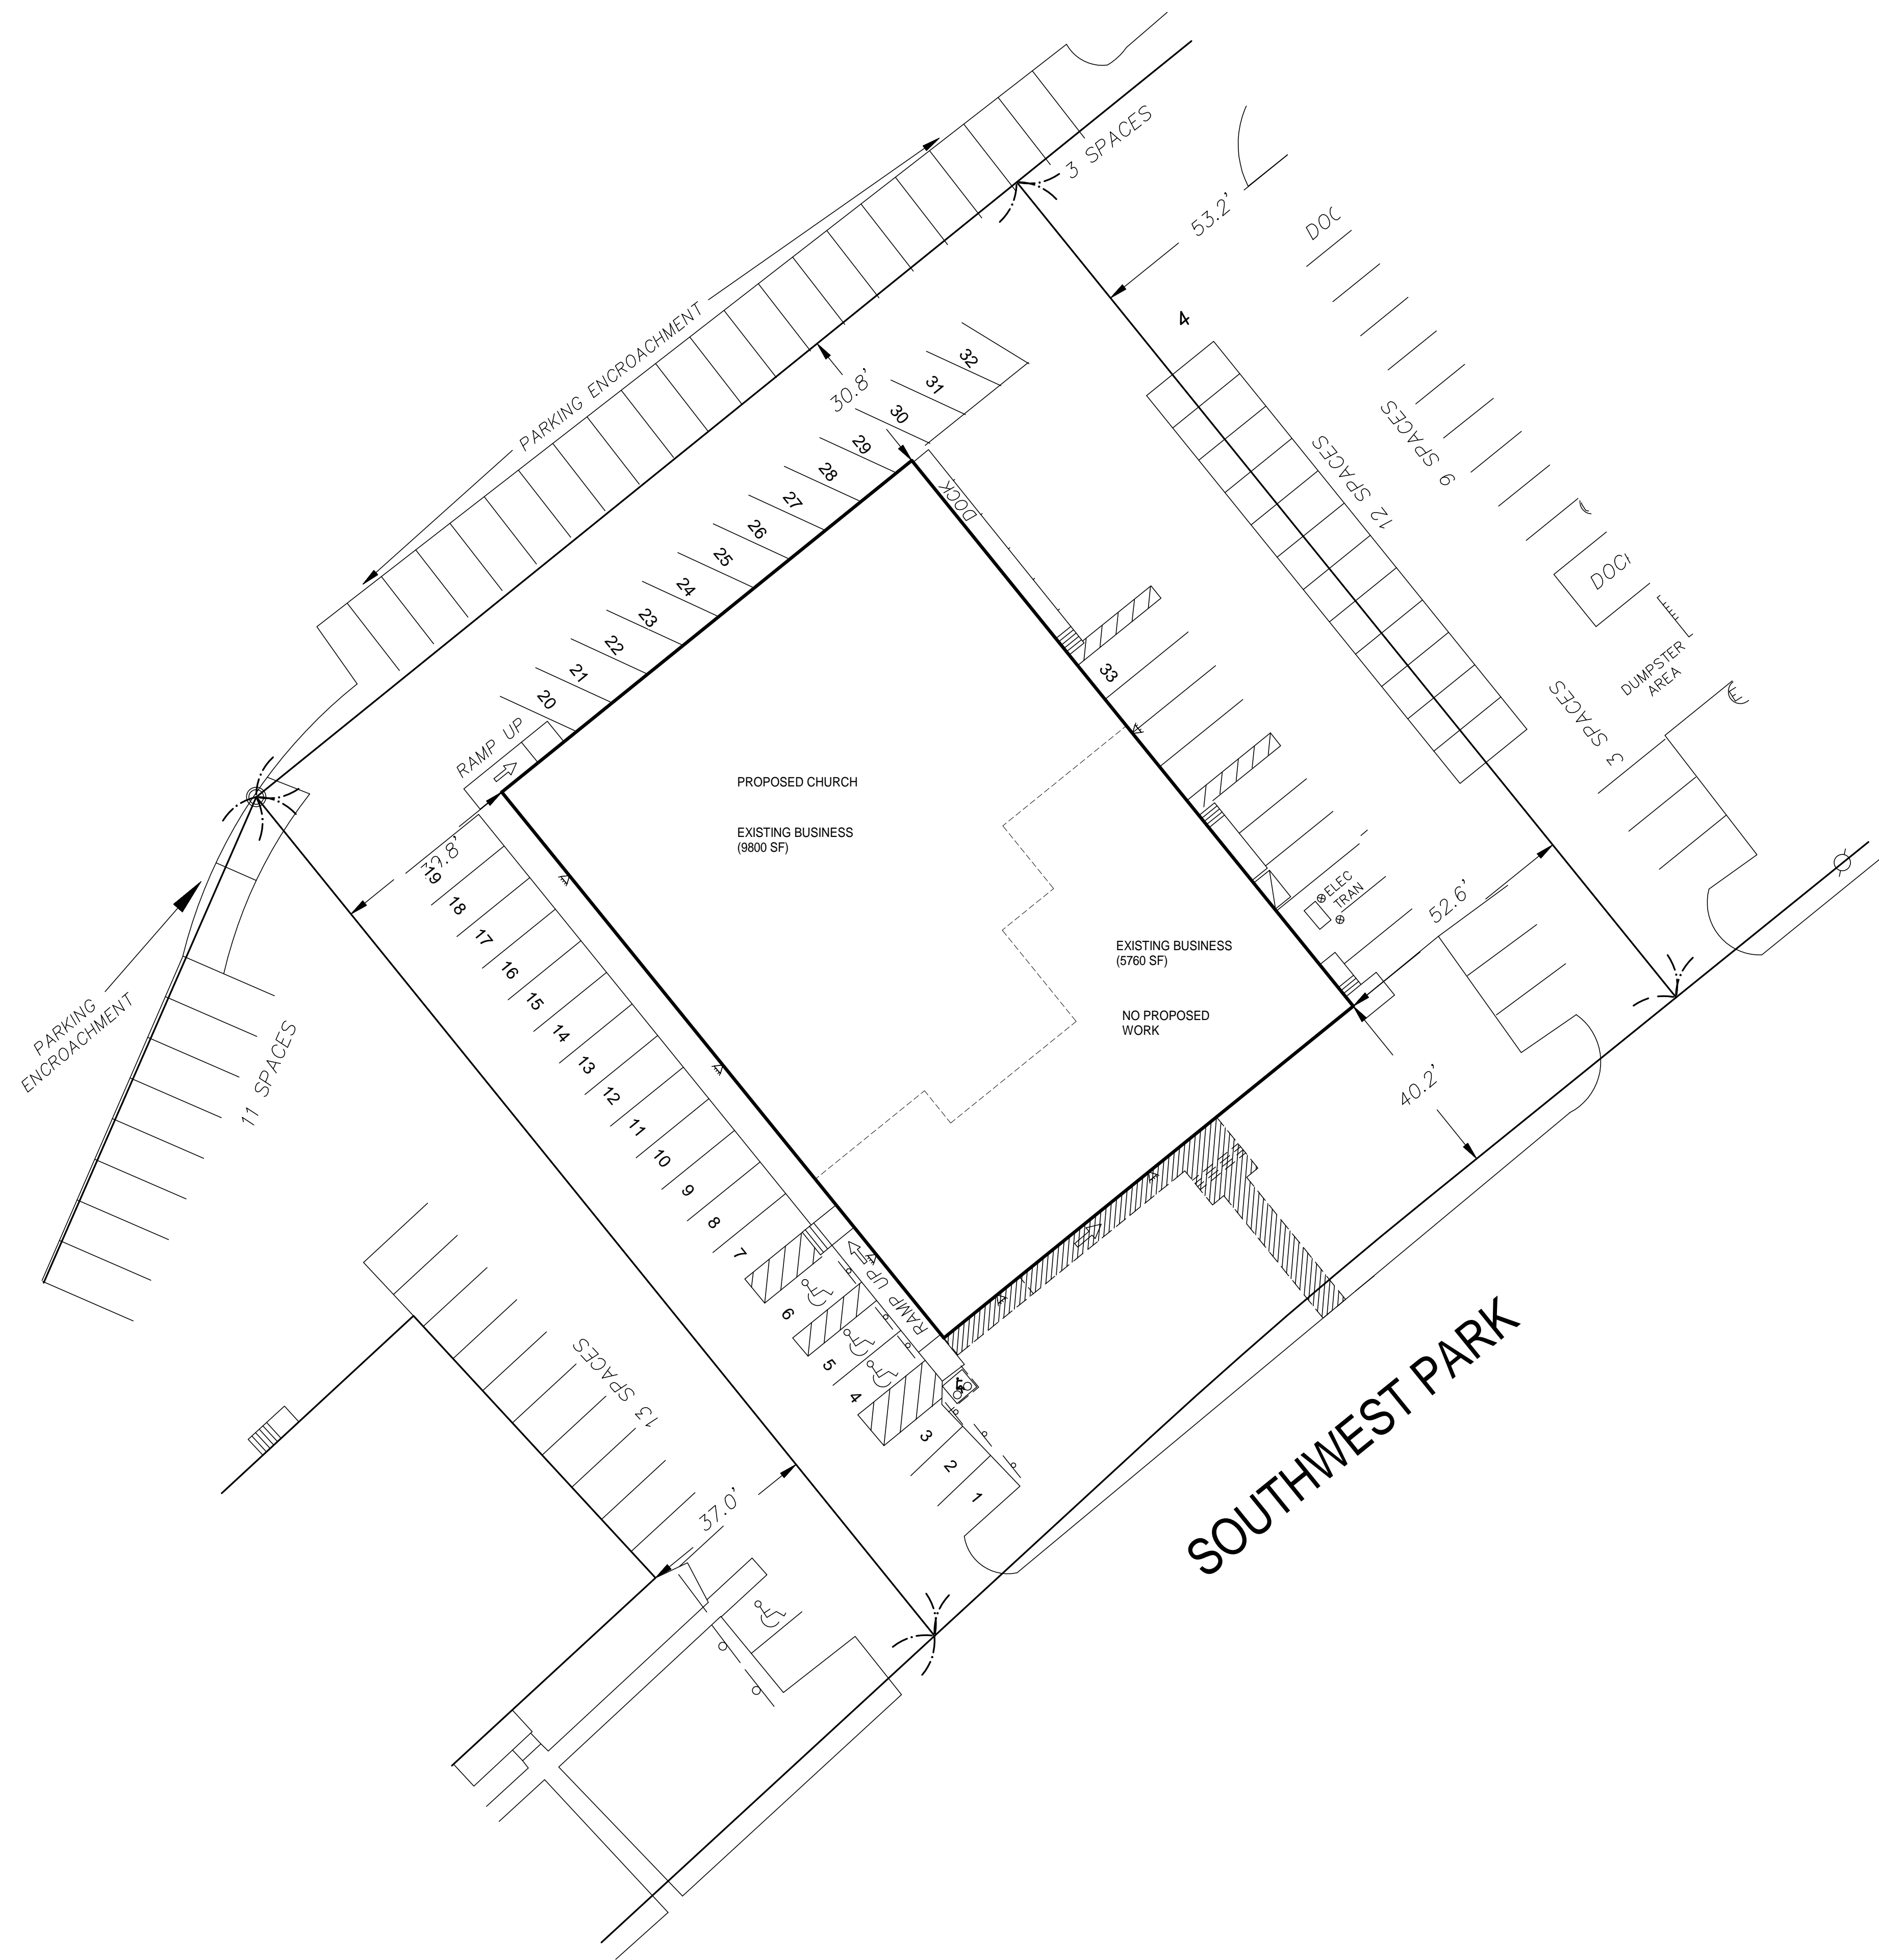 3 SPACES
53.2'
DOC
PARKING ENCROACHMENT
4
30.8'
32
31
30
29
28
27
26
25
24
23
22
21
20
RAMP UP
DOCK
33
12 SPACES
9 SPACES
DUMPSTER
AREA
3 SPACES
PROPOSED CHURCH
EXISTING BUSINESS
(9800 SF)
39.8'
19
18
17
16
15
14
13
12
11
10
9
8
7
6
5
4
3
2
1
ELEC
TRAN
52.6'
EXISTING BUSINESS
(5760 SF)
NO PROPOSED
WORK
PARKING
ENCROACHMENT
11 SPACES
40.2'
RAMP UP
13 SPACES
37.0'
SOUTHWEST PARK